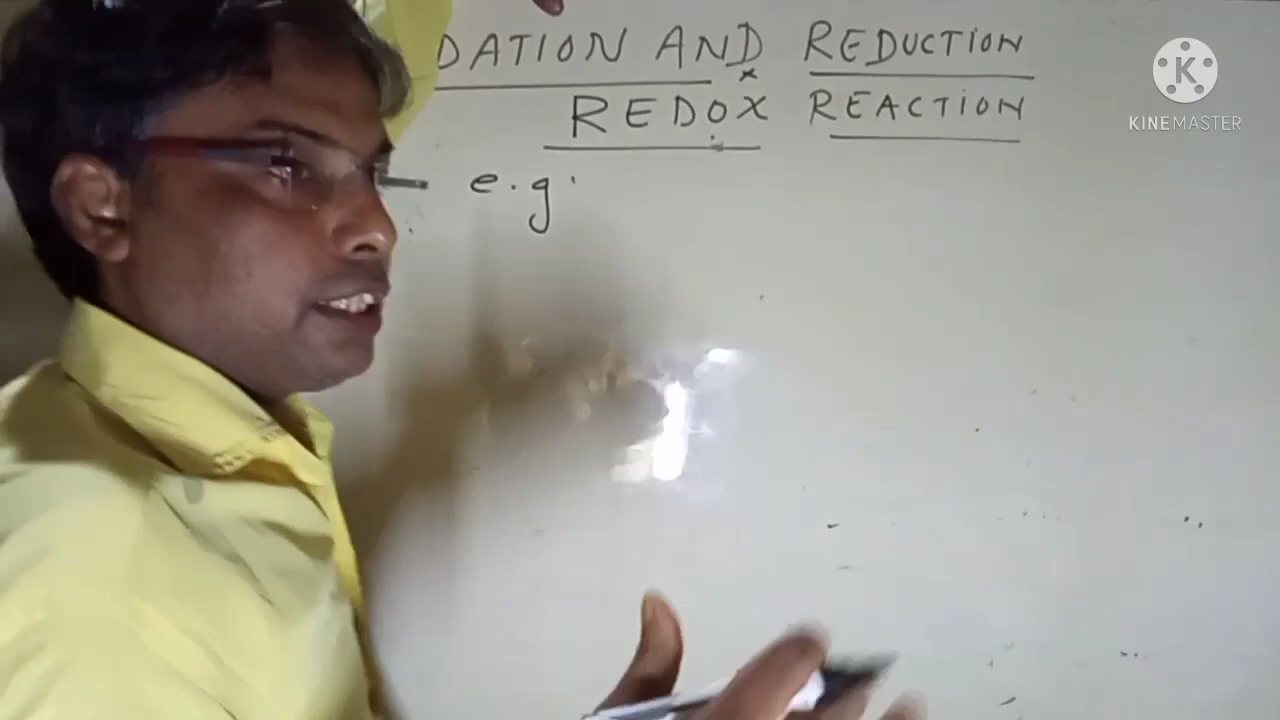 DATION AND REDUCTION
REDOX REACTION
e.g.
K
KINEMASTER